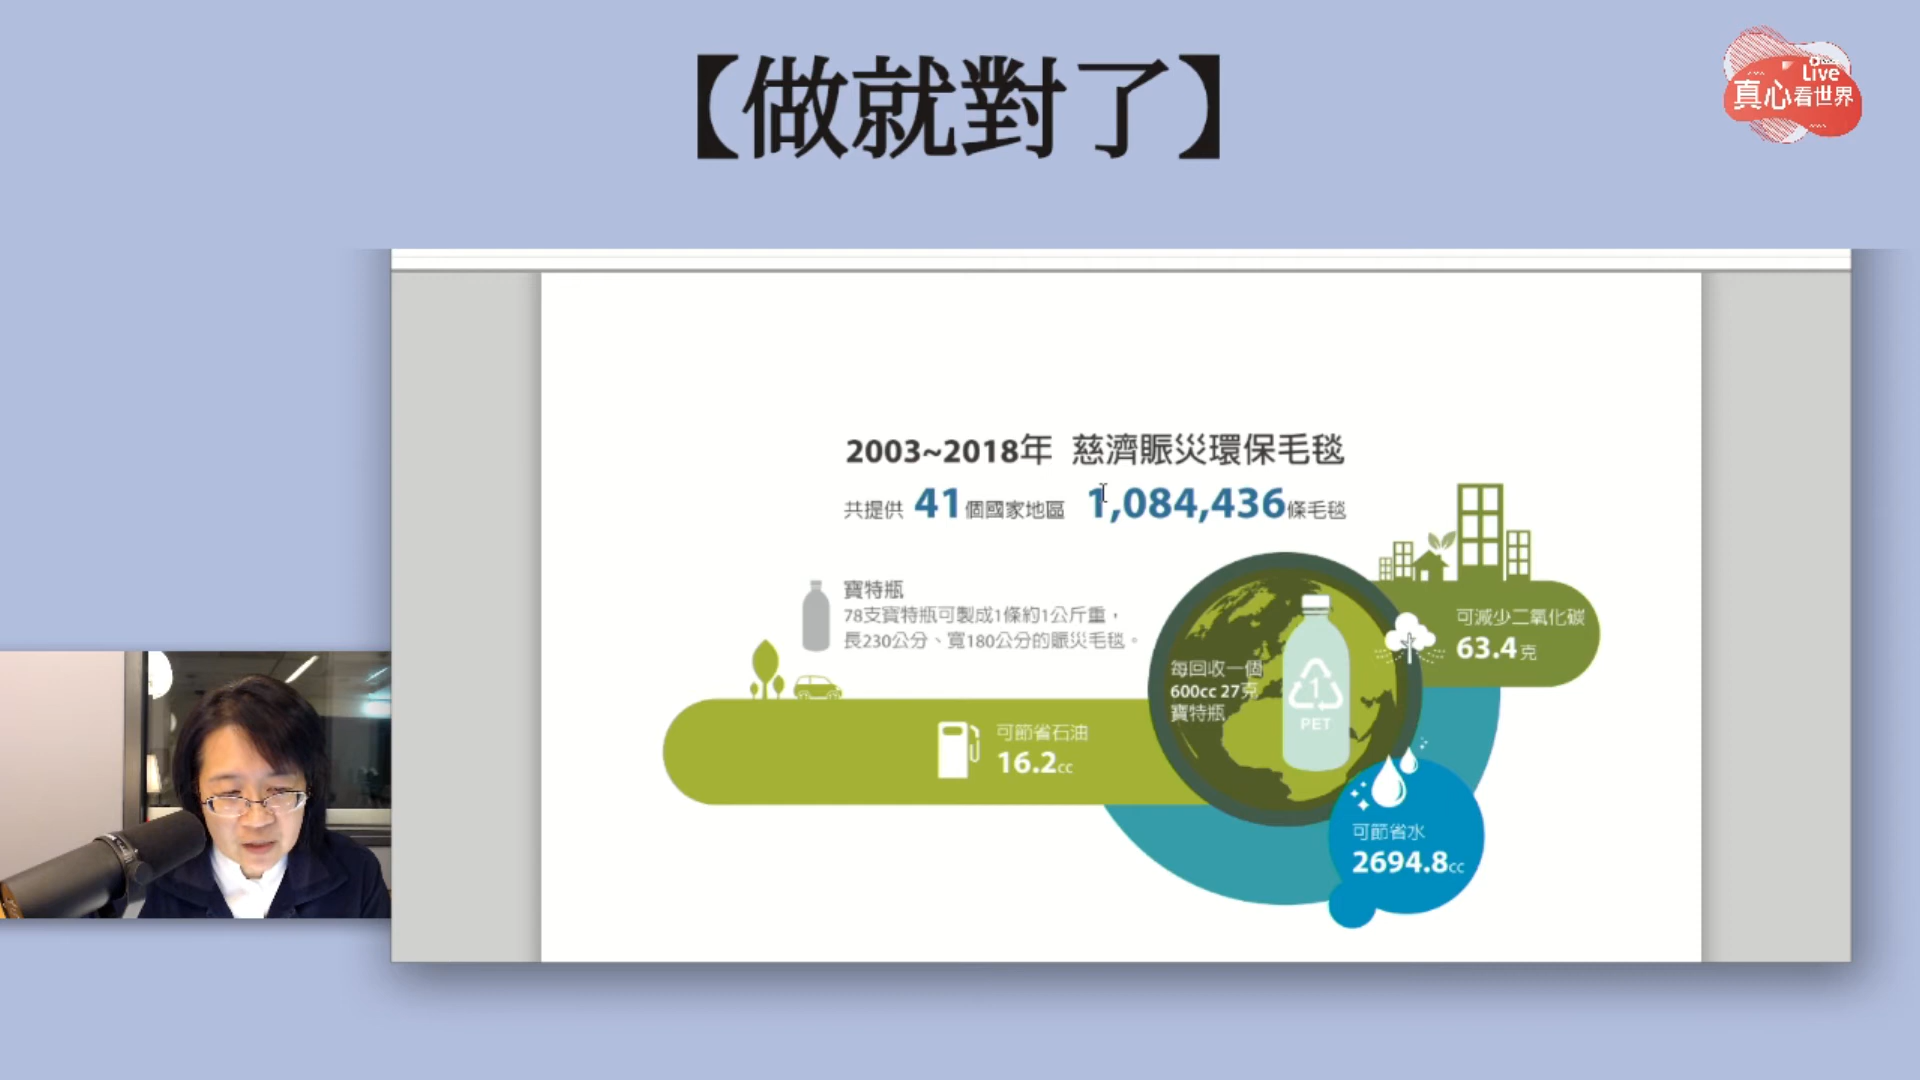 【做就對了】
Live
真心看世界
2003~2018年 慈濟賑災環保毛毯
共提供 41個國家地區 1,084,436條毛毯
寶特瓶
78支寶特瓶可製成1條約1公斤重，
長230公分、寬180公分的賑災毛毯。
可減少二氧化碳
63.4克
每回收一個
600cc 27克
寶特瓶
1
PET
可節省石油
16.2cc
可節省水
2694.8cc